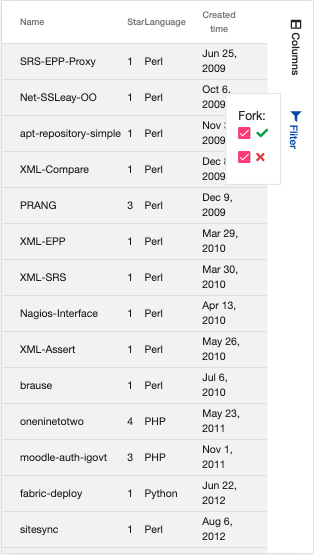 Name StarLanguage Created time
SRS-EPP-Proxy 1 Perl Jun 25, 2009
Net-SSLeay-OO 1 Perl Oct 6, 2009
apt-repository-simple 1 Perl Nov 2009
XML-Compare 1 Perl Dec 2009
PRANG 3 Perl Dec 9, 2009
XML-EPP 1 Perl Mar 29, 2010
XML-SRS 1 Perl Mar 30, 2010
Nagios-Interface 1 Perl Apr 13, 2010
XML-Assert 1 Perl May 26, 2010
brause 1 Perl Jul 6, 2010
oneninetotwo 4 PHP May 23, 2011
moodle-auth-igovt 3 PHP Nov 1, 2011
fabric-deploy 1 Python Jun 22, 2012
sitesync 1 Perl Aug 6, 2012
Fork:
Columns
Filter